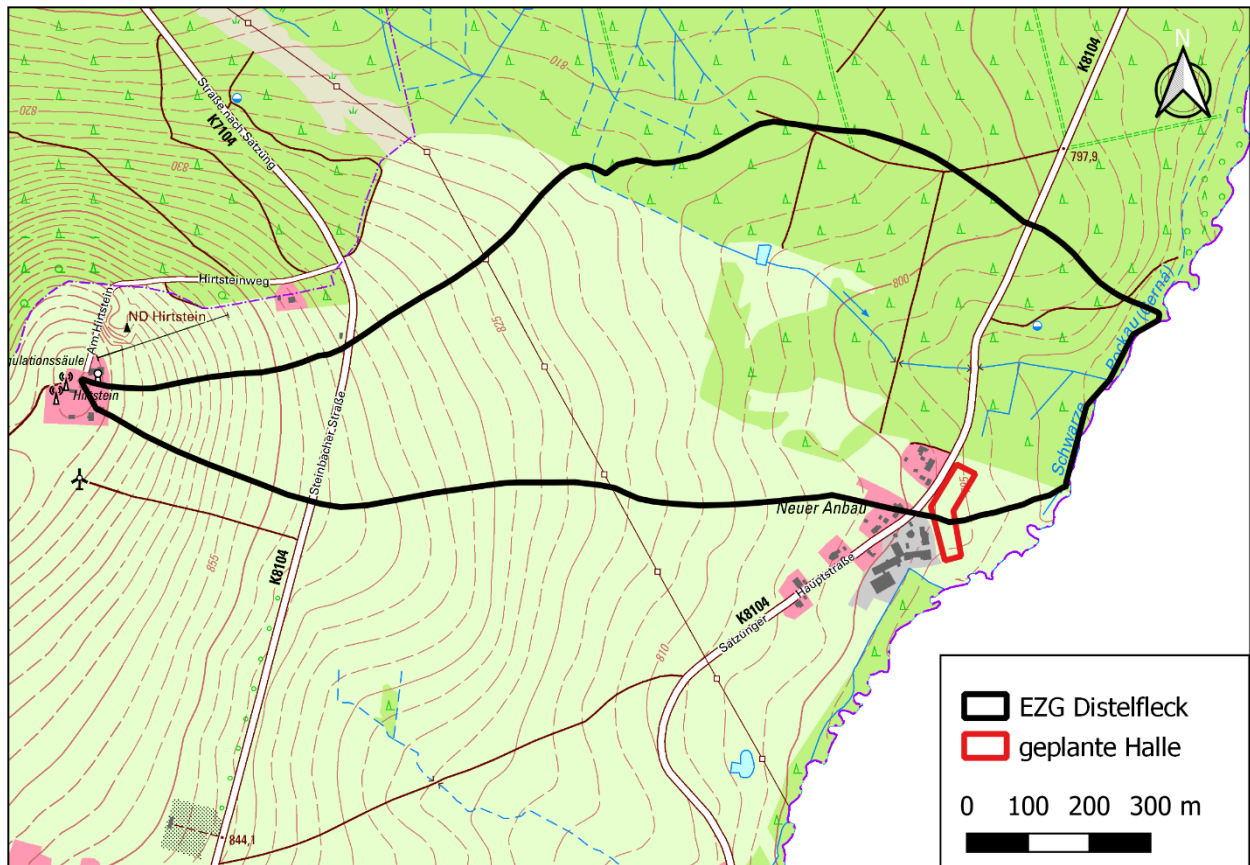 N
K8104
810
820
Straße nach Satzung
K7104
830
797,9
Hirtsteinweg
Am Hirtstein
ND Hirtstein
825
800
Schwarze Pockau (Černá)
Hirtstein
Steinbacher Straße
Neuer Anbau
855
K8104
K8104
Satzunger Hauptstraße
810
844,1
EZG Distelfleck
geplante Halle
0 100 200 300 m